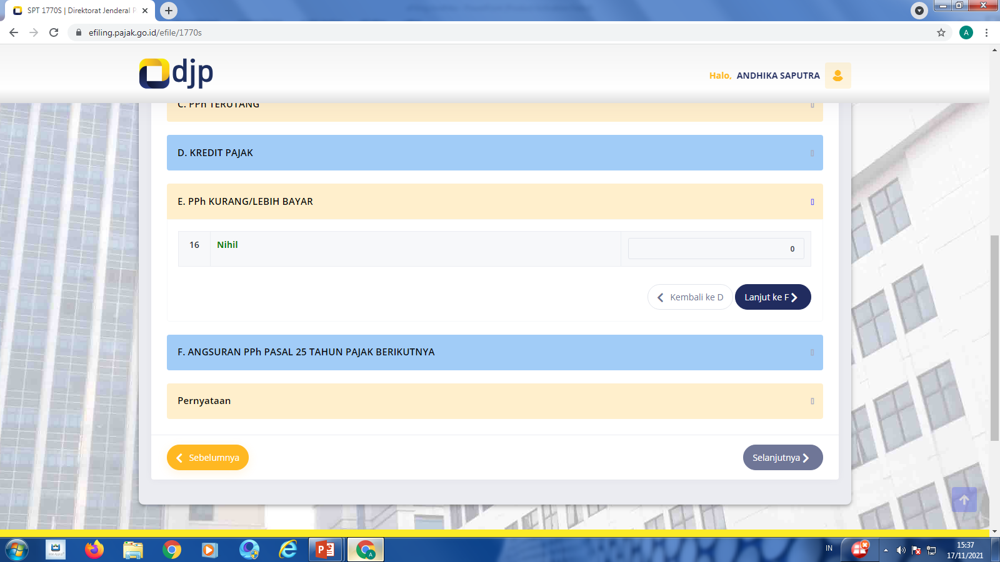 SPT 1770S | Direktorat Jenderal P
efiling.pajak.go.id/efile/1770s
A
djp
Halo, ANDHIKA SAPUTRA
C. PPh TERUTANG
D. KREDIT PAJAK
E. PPh KURANG/LEBIH BAYAR
16 Nihil 0
Kembali ke D Lanjut ke F
F. ANGSURAN PPh PASAL 25 TAHUN PAJAK BERIKUTNYA
Pernyataan
Sebelumnya Selanjutnya
IN 15:37
17/11/2021